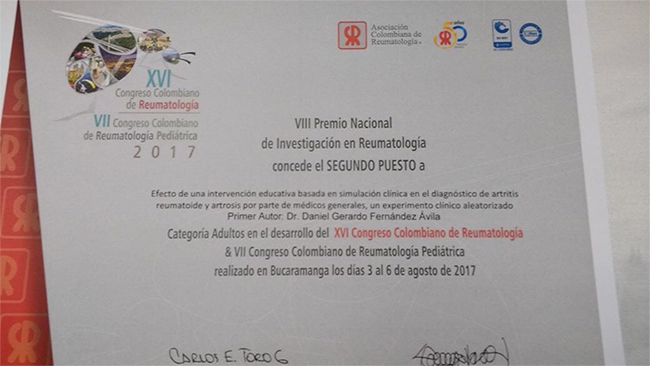 XVI
Congreso Colombiano
de Reumatología
VII Congreso Colombiano
de Reumatología Pediátrica
2017
Asociación
Colombiana de
Reumatología
VIII Premio Nacional
de Investigación en Reumatología
concede el SEGUNDO PUESTO a
Efecto de una intervención educativa basada en simulación clínica en el diagnóstico de artritis
reumatoide y artrosis por parte de médicos generales, un experimento clínico aleatorizado
Primer Autor: Dr. Daniel Gerardo Fernández Ávila
Categoría Adultos en el desarrollo del XVI Congreso Colombiano de Reumatología
& VII Congreso Colombiano de Reumatología Pediátrica
realizado en Bucaramanga los días 3 al 6 de agosto de 2017
CARLOS E. TORO G